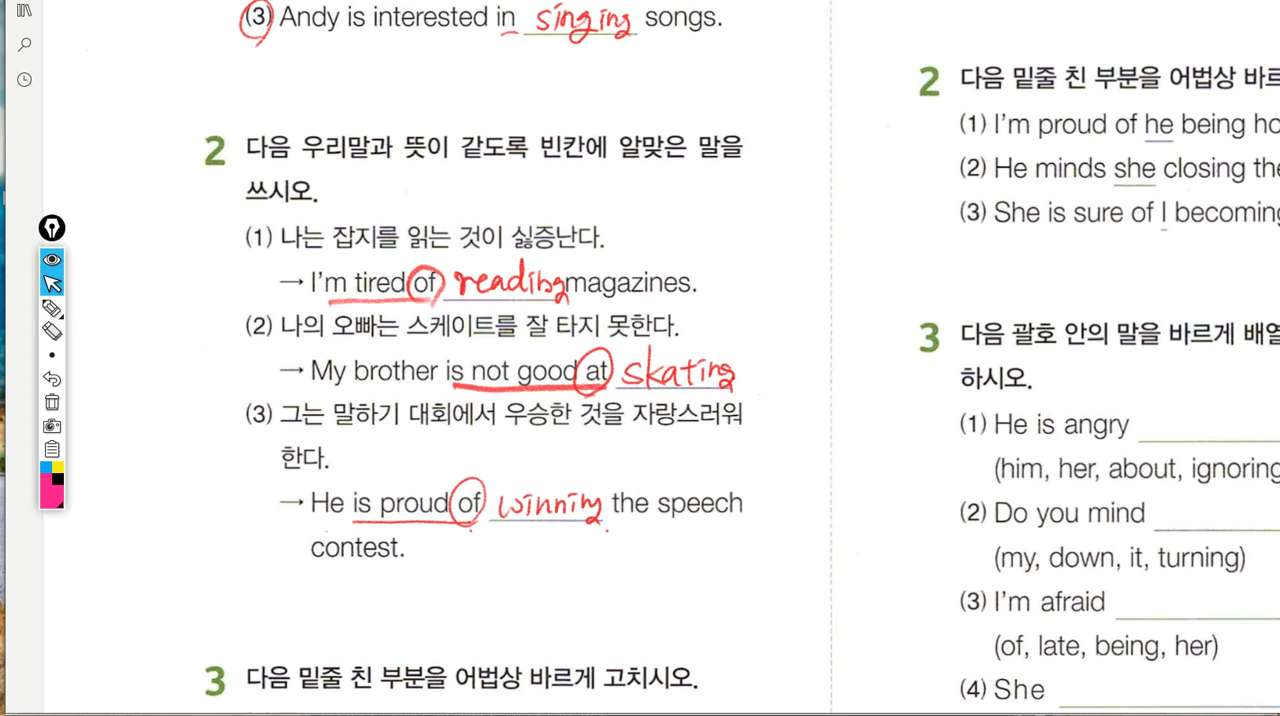 (3) Andy is interested in singing songs.
2 다음 우리말과 뜻이 같도록 빈칸에 알맞은 말을
쓰시오.
(1) 나는 잡지를 읽는 것이 싫증난다.
→ I'm tired of reading magazines.
(2) 나의 오빠는 스케이트를 잘 타지 못한다.
→ My brother is not good at skating
(3) 그는 말하기 대회에서 우승한 것을 자랑스러워
한다.
→ He is proud of winning the speech
contest.
3 다음 밑줄 친 부분을 어법상 바르게 고치시오.
2 다음 밑줄 친 부분을 어법상
(1) I'm proud of he being
(2) He minds she closing
(3) She is sure of I becoming
3 다음 괄호 안의 말을 바르게
하시오.
(1) He is angry
(him, her, about, ignoring
(2) Do you mind
(my, down, it, turning)
(3) I'm afraid
(of, late, being, her)
(4) She